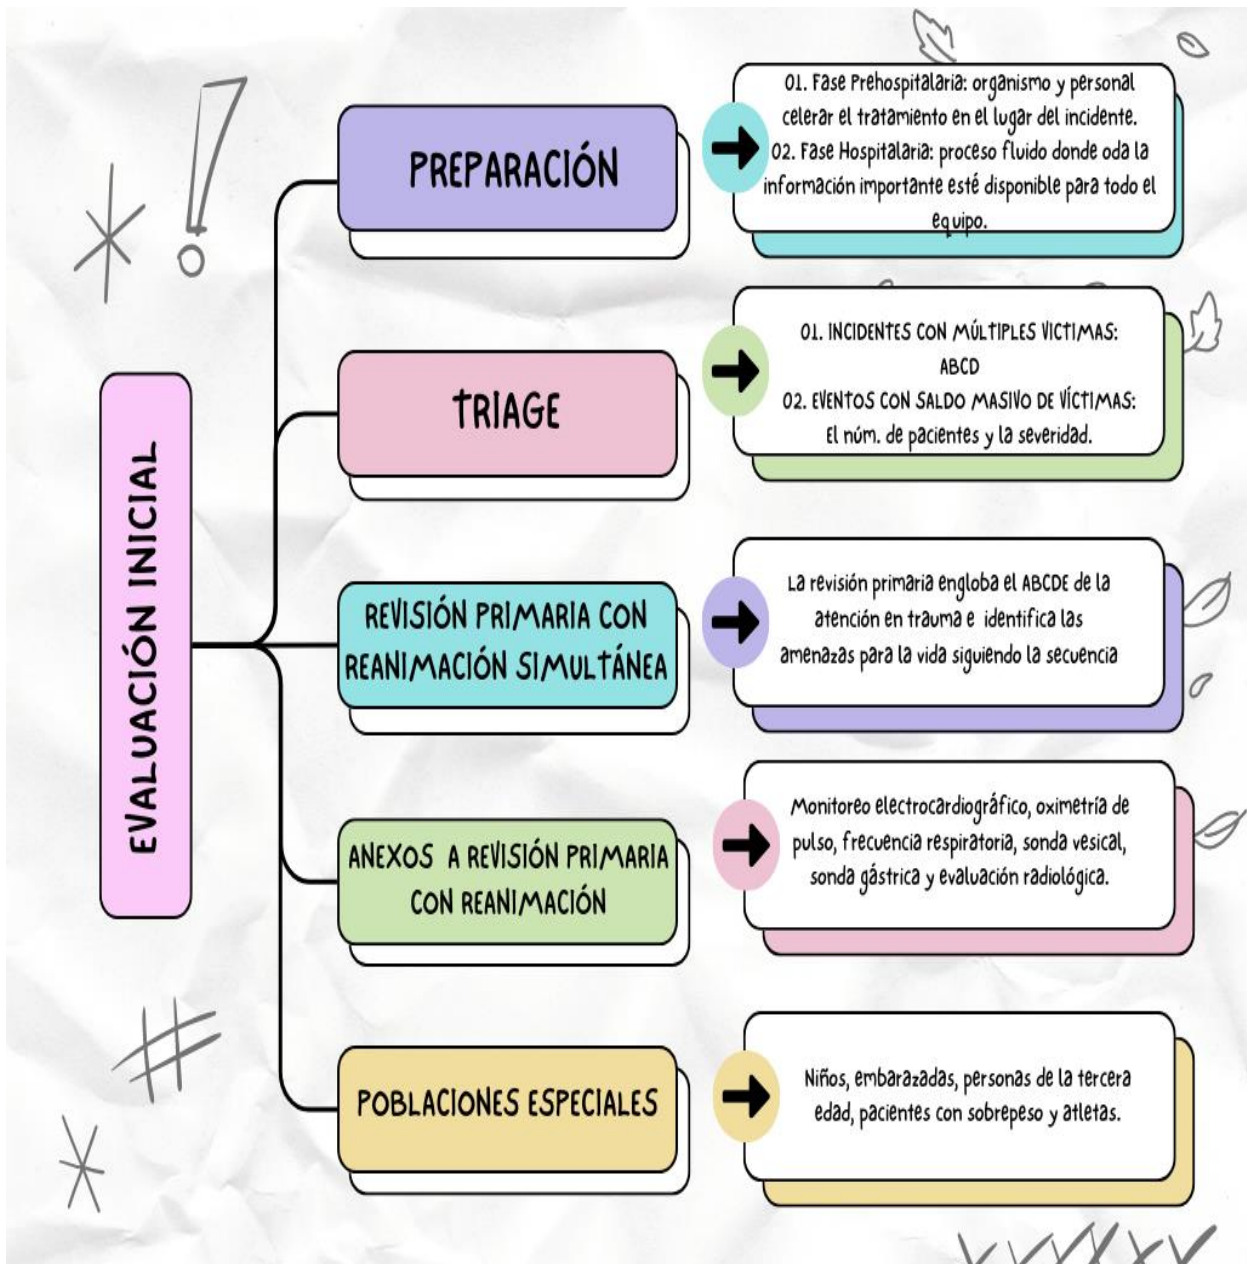 EVALUACIÓN INICIAL
PREPARACIÓN
01. Fase Prehospitalaria: organismo y personal
celerar el tratamiento en el lugar del incidente.
02. Fase Hospitalaria: proceso fluido donde oda la
información importante esté disponible para todo el
equipo.
TRIAGE
01. INCIDENTES CON MÚLTIPLES VICTIMAS:
ABCD
02. EVENTOS CON SALDO MASIVO DE VÍCTIMAS:
El núm. de pacientes y la severidad.
REVISIÓN PRIMARIA CON
REANIMACIÓN SIMULTÁNEA
La revisión primaria engloba el ABCDE de la
atención en trauma e identifica las
amenazas para la vida siguiendo la secuencia
ANEXOS A REVISIÓN PRIMARIA
CON REANIMACIÓN
Monitoreo electrocardiográfico, oximetría de
pulso, frecuencia respiratoria, sonda vesical,
sonda gástrica y evaluación radiológica.
POBLACIONES ESPECIALES
Niños, embarazadas, personas de la tercera
edad, pacientes con sobrepeso y atletas.